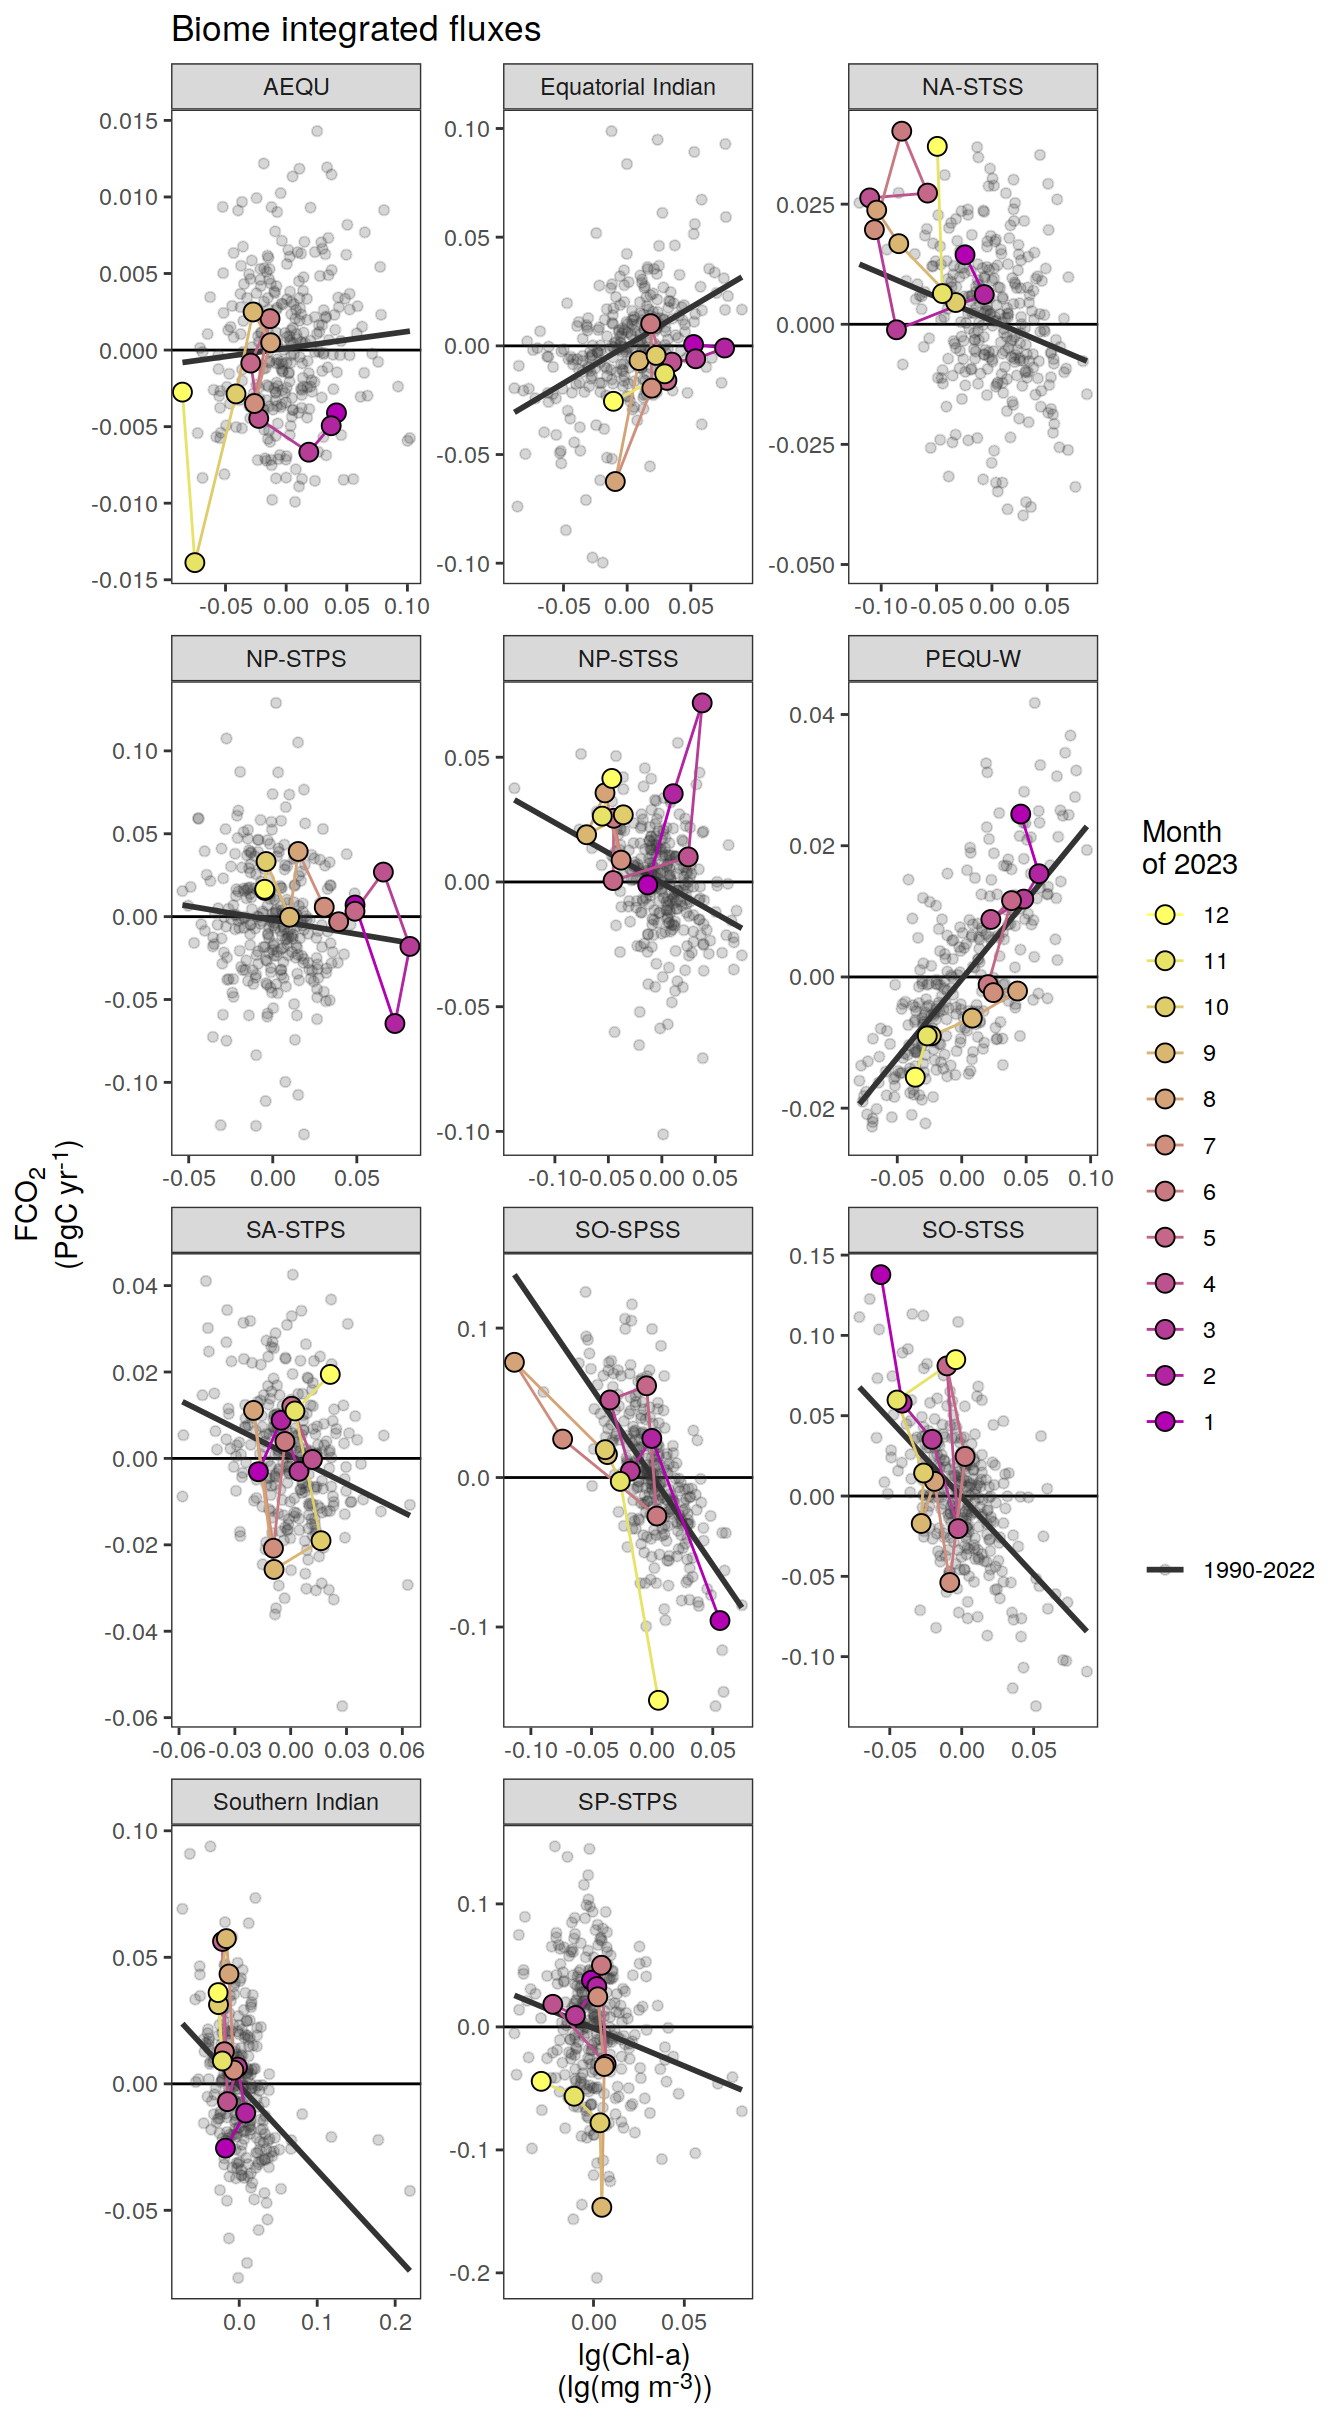 Biome integrated fluxes
AEQU
Equatorial Indian
NA-STSS
0.015
0.010
0.005
0.000
-0.005
-0.010
-0.015
0.10
0.05
0.00
-0.05
-0.10
0.025
0.000
-0.025
-0.050
-0.05 0.00 0.05 0.10
-0.05 0.00 0.05
-0.10 -0.05 0.00 0.05
NP-STPS
NP-STSS
PEQU-W
0.10
0.05
0.00
-0.05
-0.10
0.05
0.00
-0.05
-0.10
0.04
0.02
0.00
-0.02
-0.05 0.00 0.05
-0.10 -0.05 0.00 0.05
-0.05 0.00 0.05 0.10
SA-STPS
SO-SPSS
SO-STSS
0.04
0.02
0.00
-0.02
-0.04
-0.06
0.1
0.0
-0.1
0.15
0.10
0.05
0.00
-0.05
-0.10
-0.06 -0.03 0.00 0.03 0.06
-0.10 -0.05 0.00 0.05
-0.05 0.00 0.05
Southern Indian
SP-STPS
0.10
0.05
0.00
-0.05
0.1
0.0
-0.1
-0.2
0.0 0.1 0.2
0.00 0.05
lg(Chl-a)
(lg(mg m⁻³))
FCO₂
(PgC yr⁻¹)
Month
of 2023
12
11
10
9
8
7
6
5
4
3
2
1
1990-2022